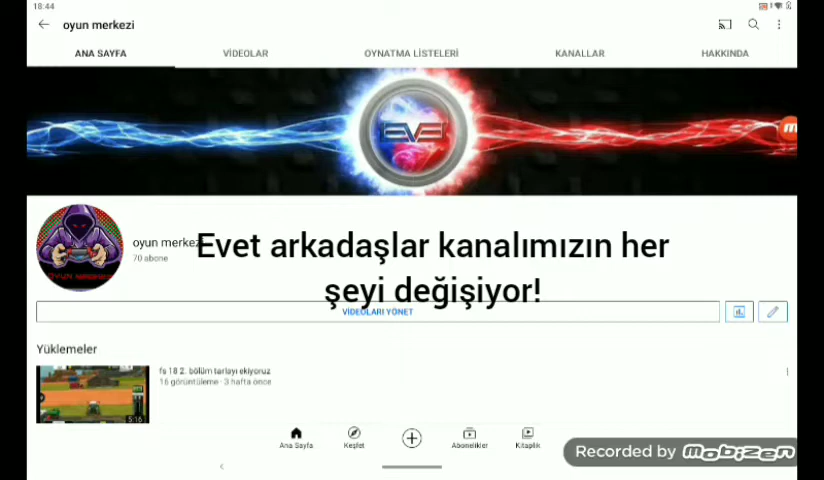 18:44
oyun merkezi
ANA SAYFA VİDEOLAR OYNATMA LİSTELERİ KANALLAR HAKKINDA
EVE
oyun merkezi
70 abone
Evet arkadaşlar kanalımızın her
şeyi değişiyor!
VİDEOLARI YÖNET
Yüklemeler
fs 18 2. bölüm tarlayı ekiyoruz
16 görüntüleme · 3 hafta önce
5:16
Ana Sayfa Keşfet Abonelikler Kitaplık
Recorded by mobizen